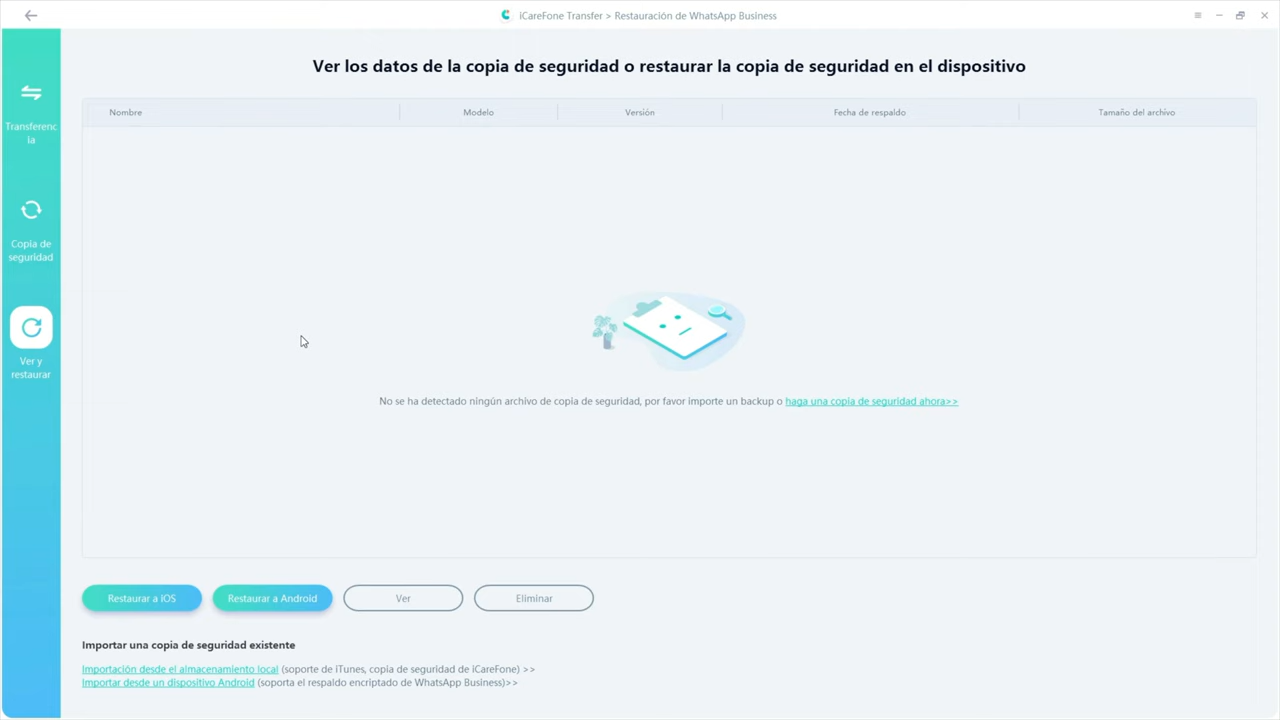 iCareFone Transfer > Restauración de WhatsApp Business
Transferenc
ia
Copia de
seguridad
Ver y
restaurar
Ver los datos de la copia de seguridad o restaurar la copia de seguridad en el dispositivo
Nombre Modelo Versión Fecha de respaldo Tamaño del archivo
No se ha detectado ningún archivo de copia de seguridad, por favor importe un backup o haga una copia de seguridad ahora>>
Restaurar a iOS Restaurar a Android Ver Eliminar
Importar una copia de seguridad existente
Importación desde el almacenamiento local (soporte de iTunes, copia de seguridad de iCareFone) >>
Importar desde un dispositivo Android (soporta el respaldo encriptado de WhatsApp Business)>>